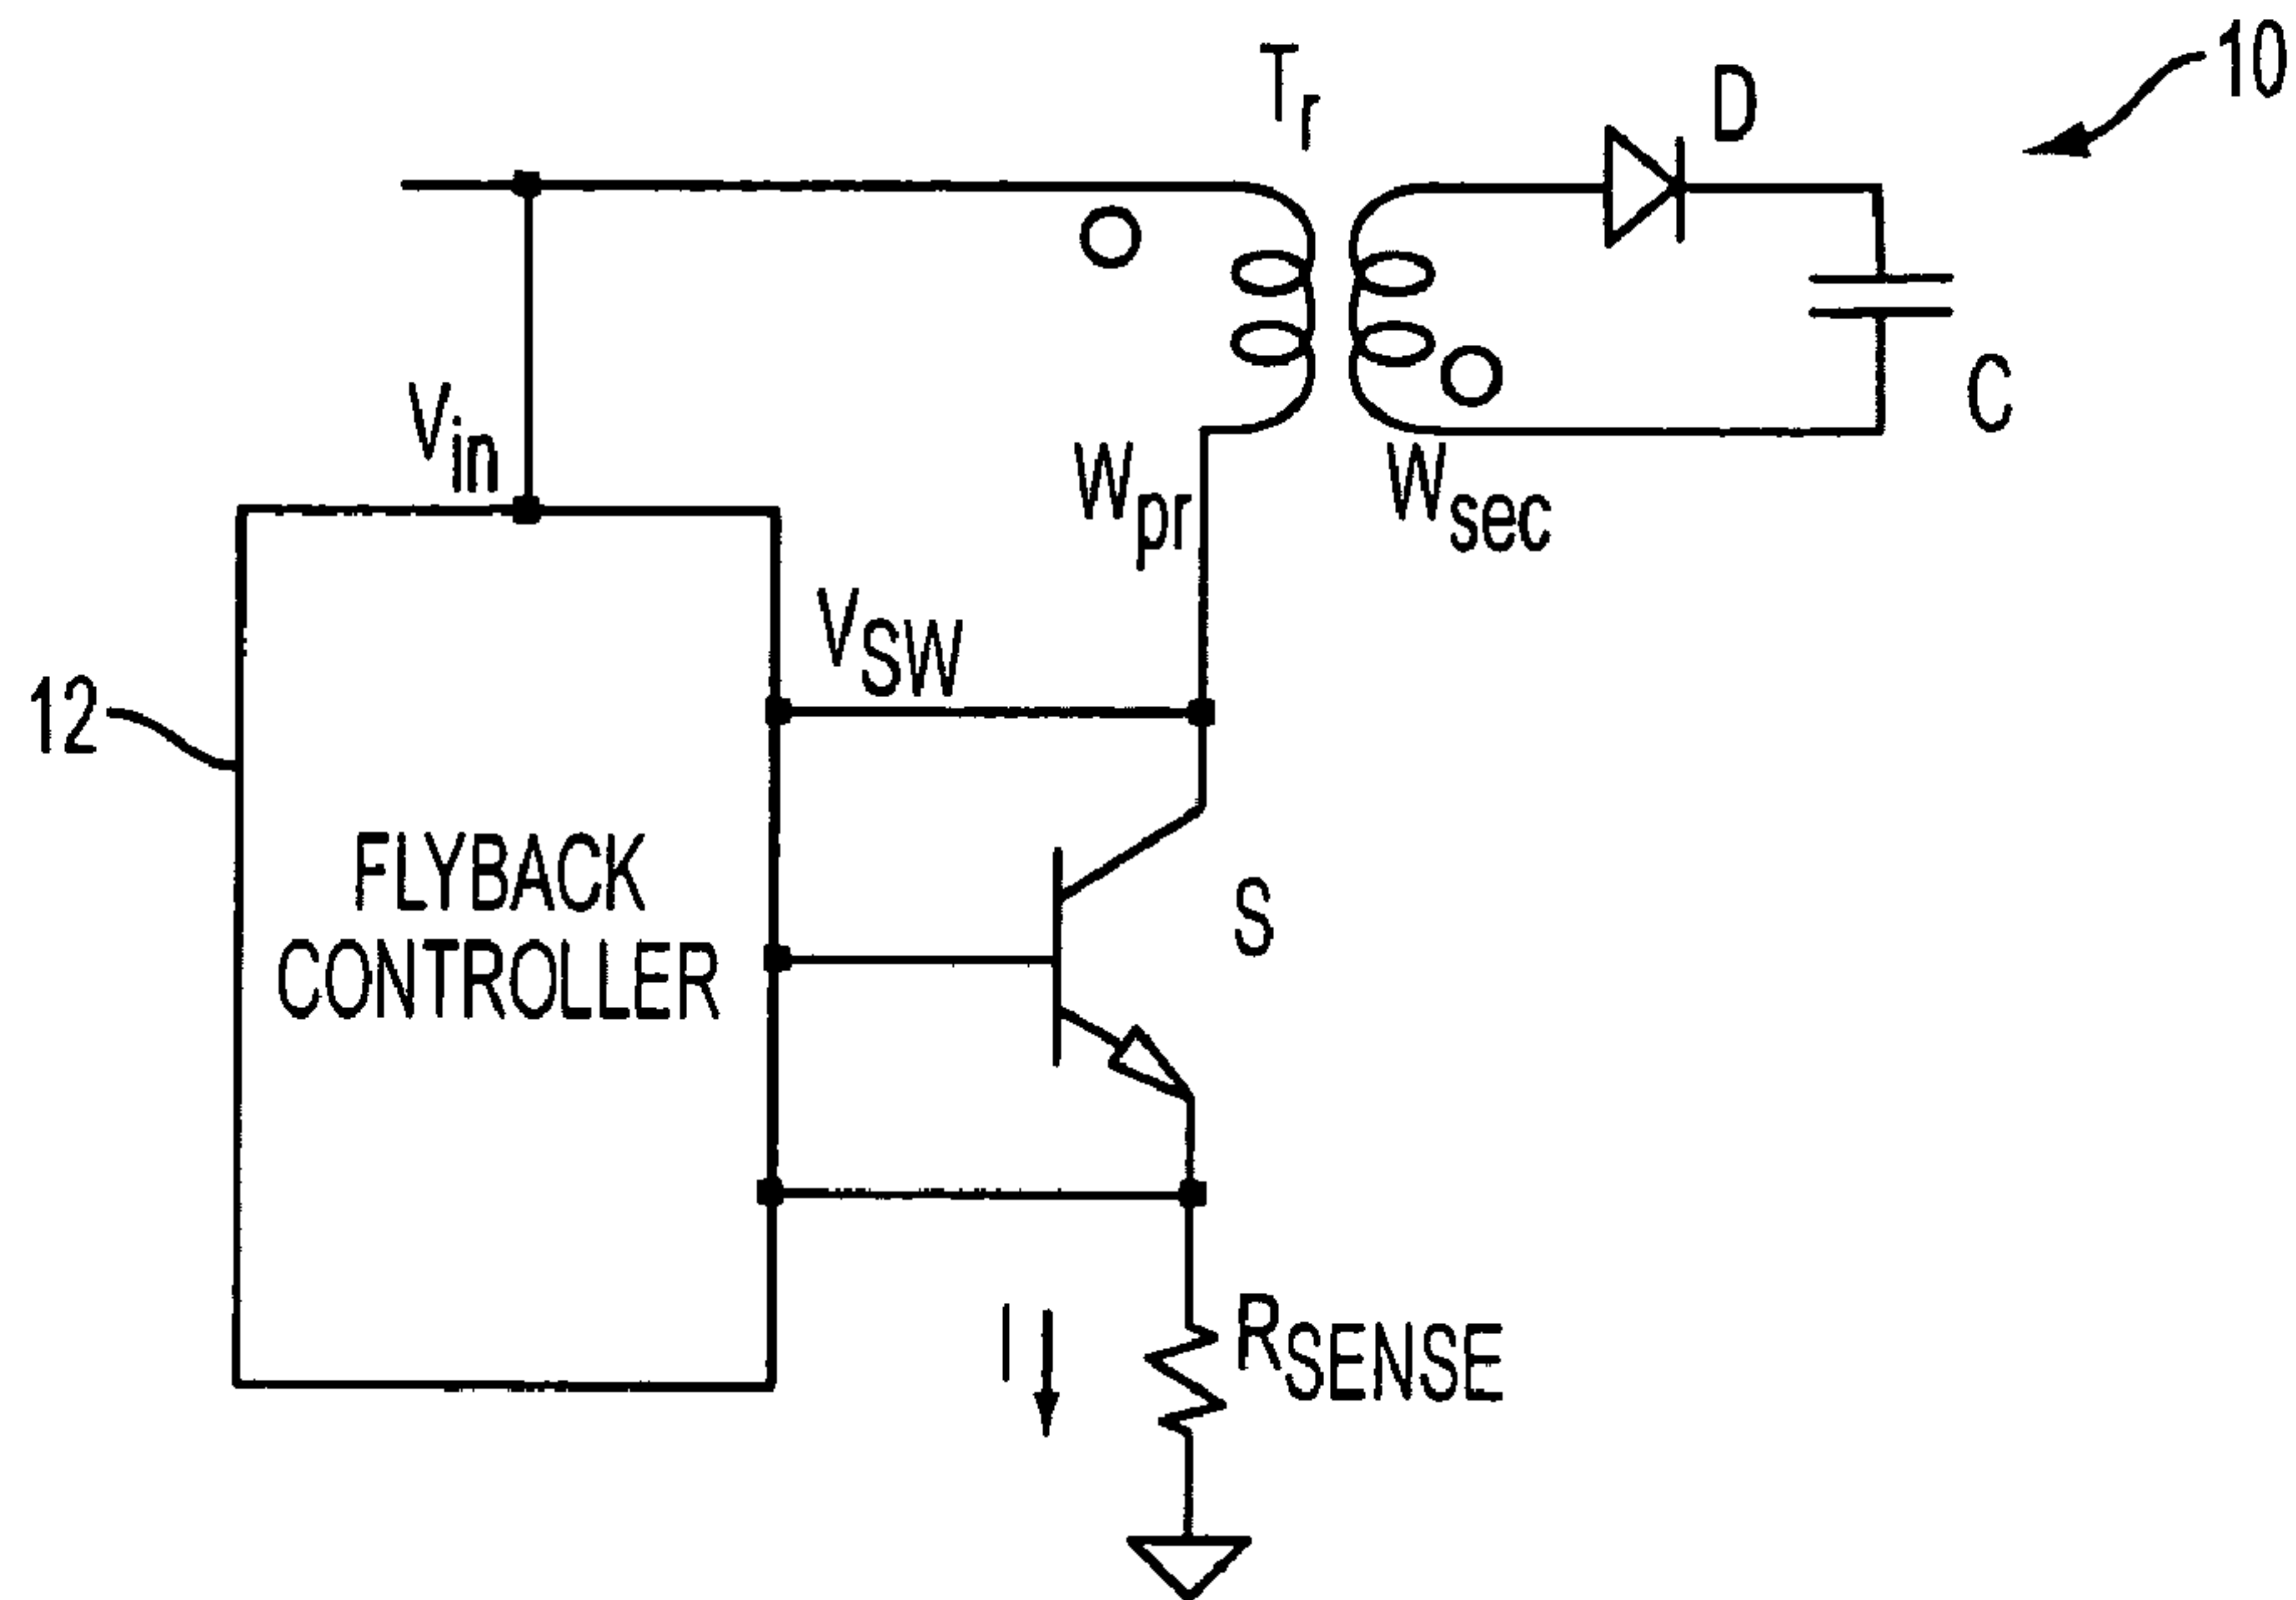 10
Tr
D
Vin
C
Wpr
Wsec
VSW
12
FLYBACK
CONTROLLER
S
I
RSENSE